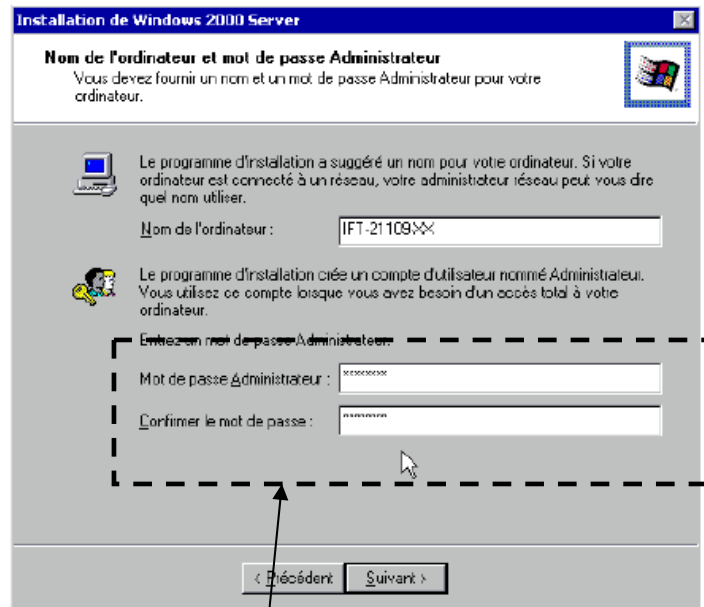 Installation de Windows 2000 Server
Nom de l'ordinateur et mot de passe Administrateur
Vous devez fournir un nom et un mot de passe Administrateur pour votre
ordinateur.
Le programme d'installation a suggéré un nom pour votre ordinateur. Si votre
ordinateur est connecté à un réseau, votre administrateur réseau peut vous dire
quel nom utiliser.
Nom de l'ordinateur : IFT-21109XX
Le programme d'installation crée un compte d'utilisateur nommé Administrateur.
Vous utilisez ce compte lorsque vous avez besoin d'un accès total à votre
ordinateur.
Entrez un mot de passe Administrateur.
Mot de passe Administrateur : ********
Confirmer le mot de passe : ********
< Précédent Suivant >